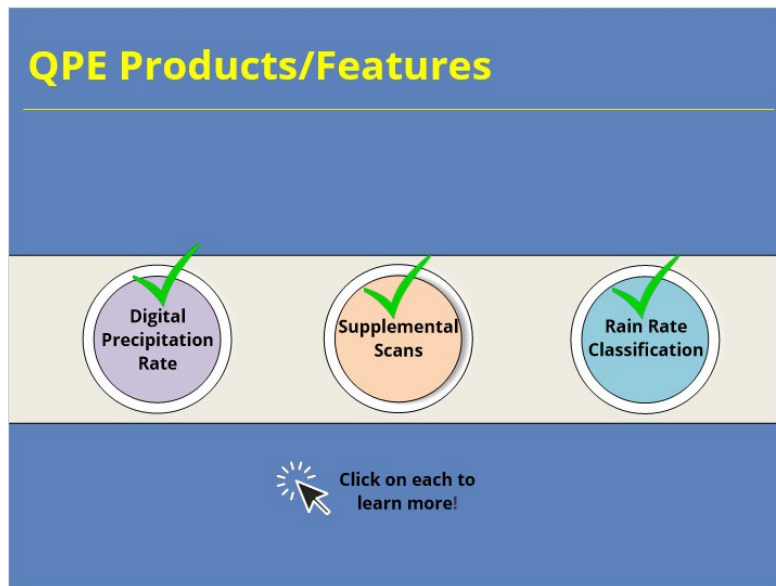 QPE Products/Features
Digital
Precipitation
Rate
Supplemental
Scans
Rain Rate
Classification
Click on each to
learn more!